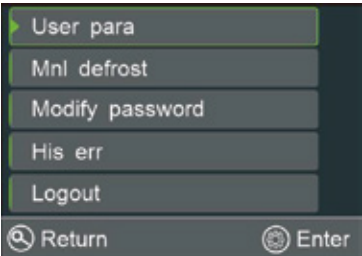 User para
Mnl defrost
Modify password
His err
Logout
Return Enter